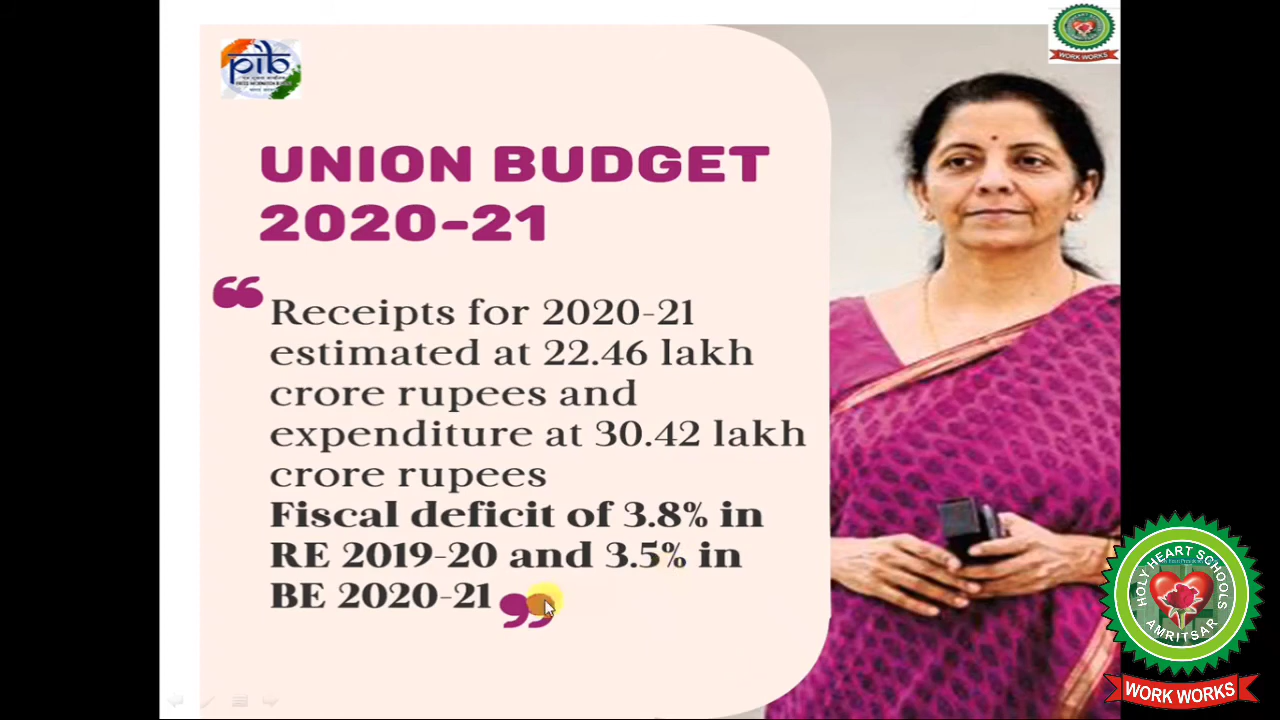 pib
UNION BUDGET
2020-21
“
Receipts for 2020-21
estimated at 22.46 lakh
crore rupees and
expenditure at 30.42 lakh
crore rupees
Fiscal deficit of 3.8% in
RE 2019-20 and 3.5% in
BE 2020-21
”
WORK WORKS
HOLY HEART SCHOOLS
AMRITSAR
WORK WORKS